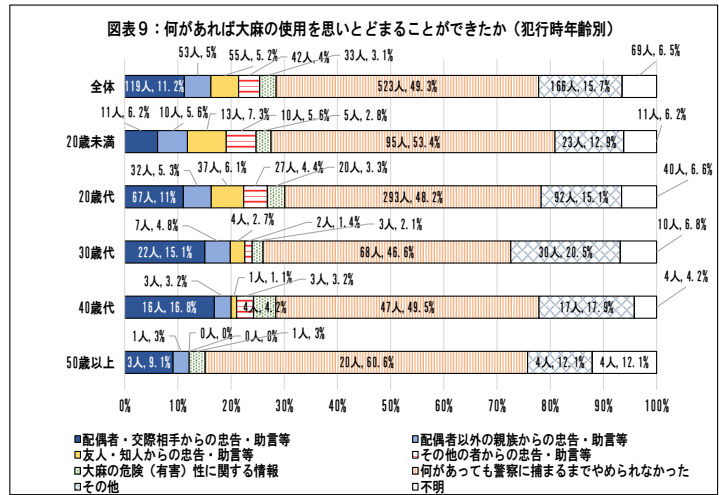 図表９：何があれば大麻の使用を思いとどまることができたか（犯行時年齢別）
53人, 5%
55人, 5.2%
42人, 4%
33人, 3.1%
69人, 6.5%
全体
119人, 11.2%
523人, 49.3%
166人, 15.7%
11人, 6.2%
10人, 5.6%
13人, 7.3%
10人, 5.6%
5人, 2.8%
11人, 6.2%
20歳未満
95人, 53.4%
23人, 12.9%
32人, 5.3%
37人, 6.1%
27人, 4.4%
20人, 3.3%
40人, 6.6%
20歳代
67人, 11%
293人, 48.2%
92人, 15.1%
7人, 4.8%
4人, 2.7%
2人, 1.4%
3人, 2.1%
10人, 6.8%
30歳代
22人, 15.1%
68人, 46.6%
30人, 20.5%
3人, 3.2%
1人, 1.1%
3人, 3.2%
4人, 4.2%
40歳代
16人, 16.8%
4人, 4.2%
47人, 49.5%
17人, 17.9%
1人, 3%
0人, 0%
0人, 0%
1人, 3%
50歳以上
3人, 9.1%
20人, 60.6%
4人, 12.1%
4人, 12.1%
0% 10% 20% 30% 40% 50% 60% 70% 80% 90% 100%
配偶者・交際相手からの忠告・助言等
配偶者以外の親族からの忠告・助言等
友人・知人からの忠告・助言等
その他の者からの忠告・助言等
大麻の危険（有害）性に関する情報
何があっても警察に捕まるまでやめられなかった
その他
不明